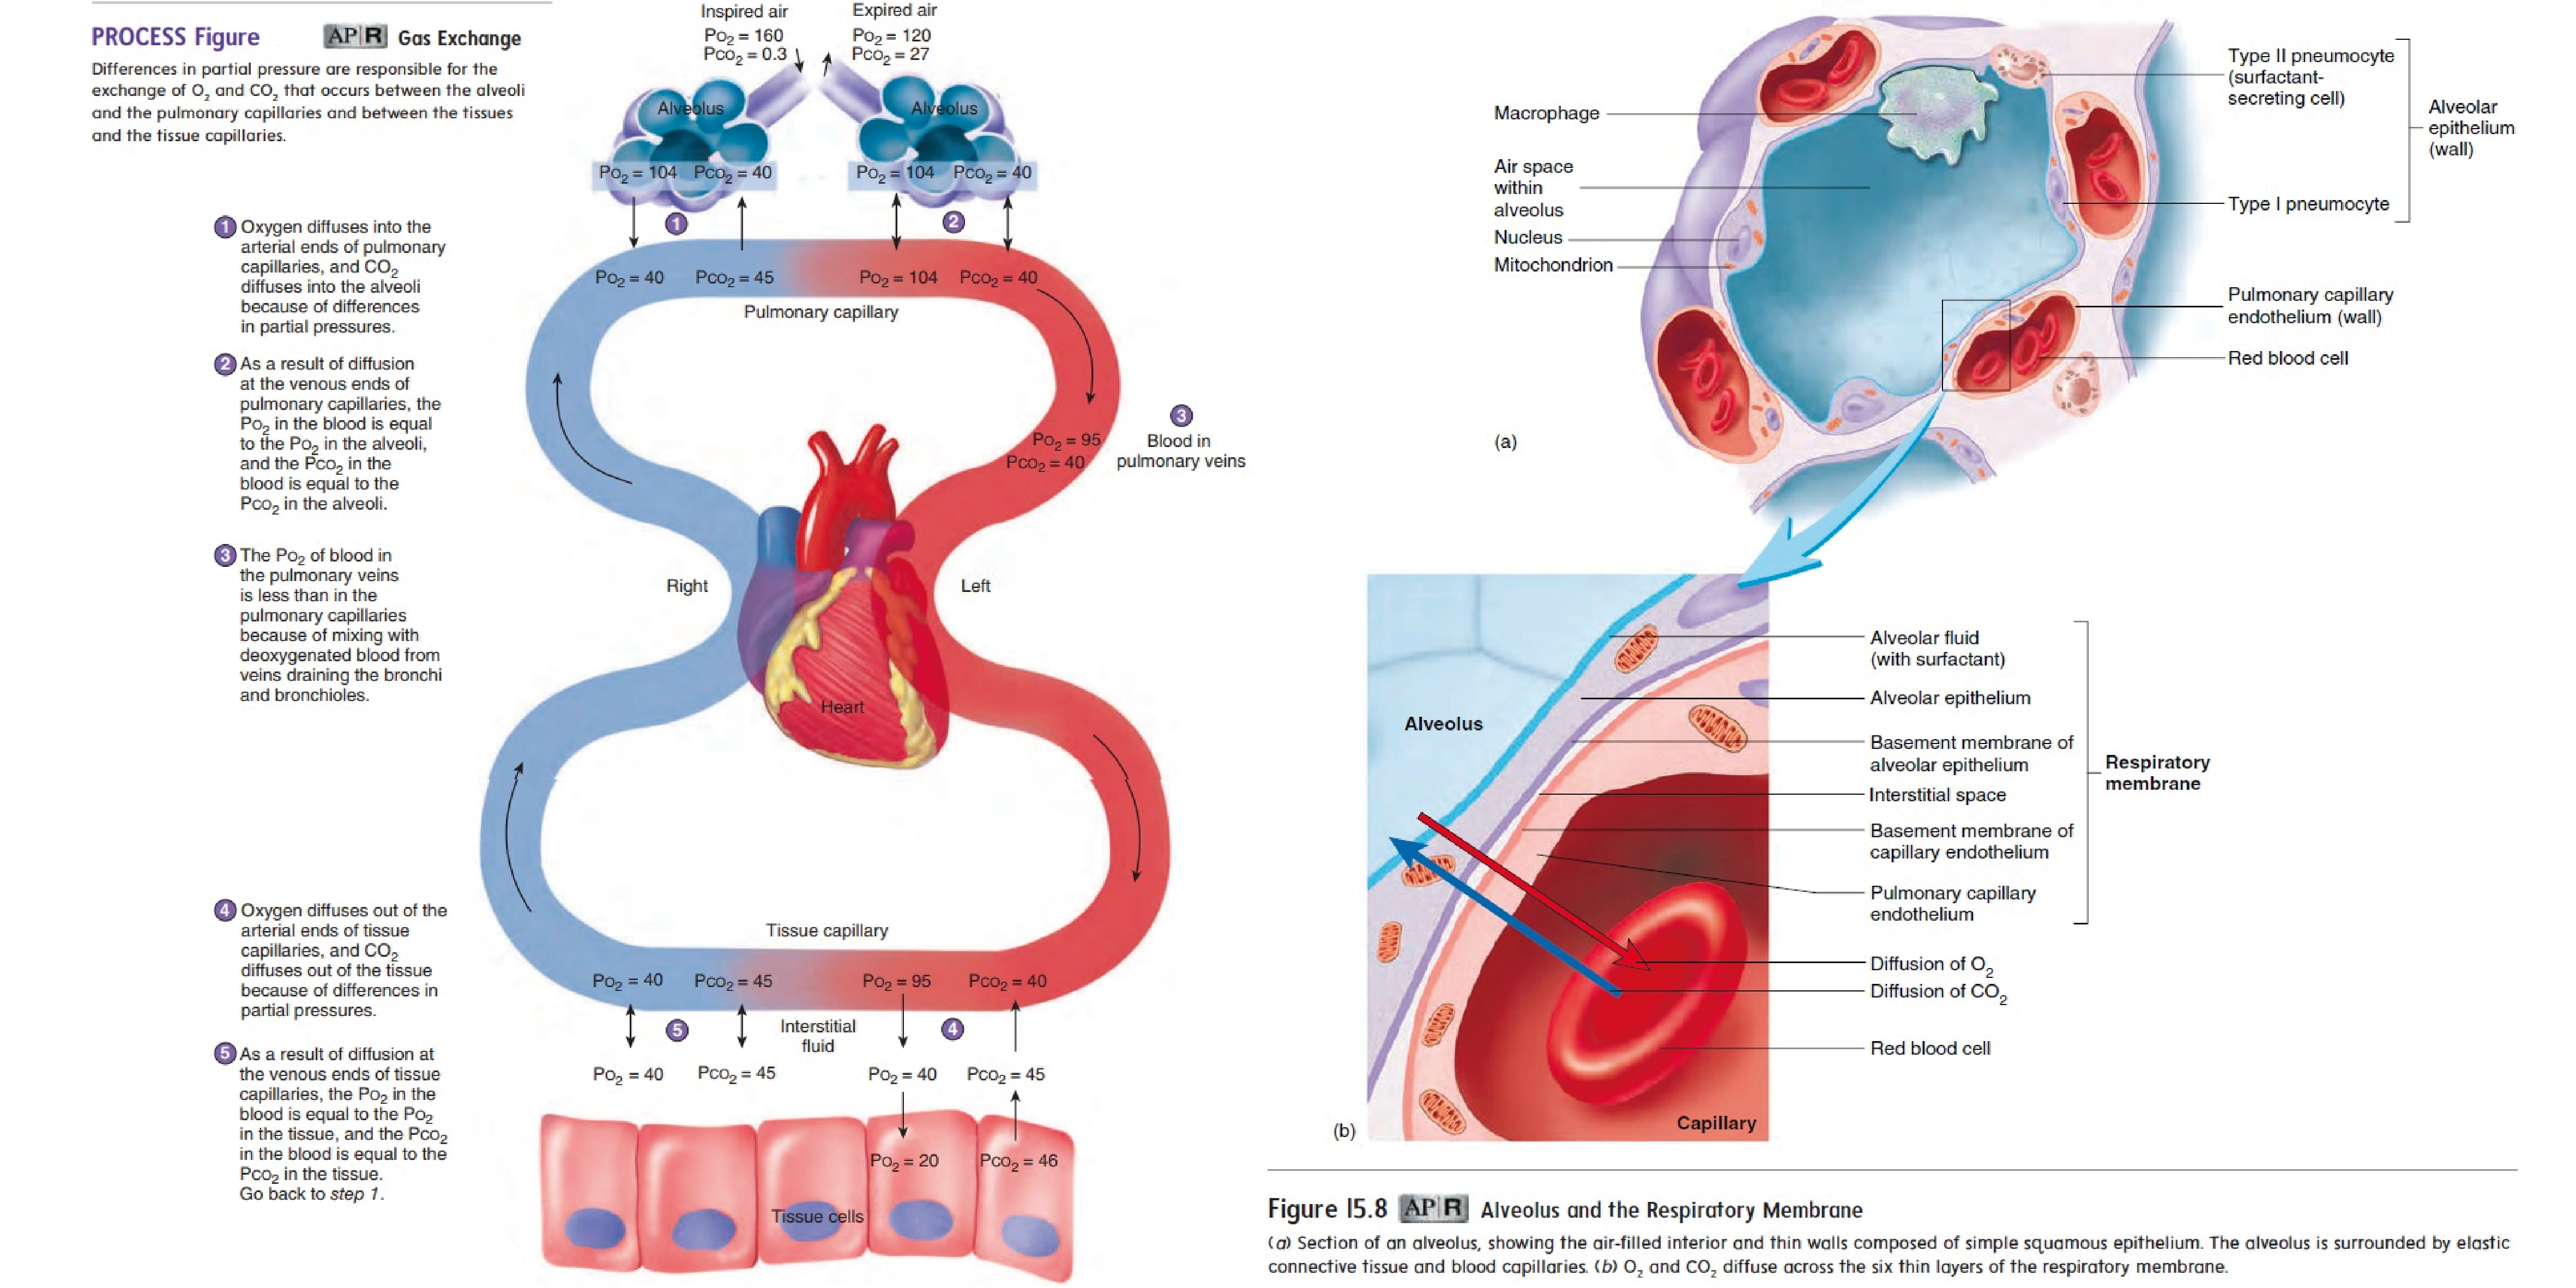 PROCESS Figure AP|R Gas Exchange
Differences in partial pressure are responsible for the
exchange of O₂ and CO₂ that occurs between the alveoli
and the pulmonary capillaries and between the tissues
and the tissue capillaries.
1 Oxygen diffuses into the
arterial ends of pulmonary
capillaries, and CO₂
diffuses into the alveoli
because of differences
in partial pressures.
2 As a result of diffusion
at the venous ends of
pulmonary capillaries, the
PO₂ in the blood is equal
to the PO₂ in the alveoli,
and the PCO₂ in the
blood is equal to the
PCO₂ in the alveoli.
3 The PO₂ of blood in
the pulmonary veins
is less than in the
pulmonary capillaries
because of mixing with
deoxygenated blood from
veins draining the bronchi
and bronchioles.
4 Oxygen diffuses out of the
arterial ends of tissue
capillaries, and CO₂
diffuses out of the tissue
because of differences in
partial pressures.
5 As a result of diffusion at
the venous ends of tissue
capillaries, the PO₂ in the
blood is equal to the PO₂
in the tissue, and the PCO₂
in the blood is equal to the
PCO₂ in the tissue.
Go back to step 1.
Inspired air
PO₂ = 160
PCO₂ = 0.3
Expired air
PO₂ = 120
PCO₂ = 27
Alveolus
Alveolus
PO₂ = 104 PCO₂ = 40
PO₂ = 104 PCO₂ = 40
1
2
PO₂ = 40 PCO₂ = 45
PO₂ = 104 PCO₂ = 40
Pulmonary capillary
PO₂ = 95
PCO₂ = 40
3
Blood in
pulmonary veins
Right
Left
Heart
Tissue capillary
PO₂ = 40 PCO₂ = 45
PO₂ = 95 PCO₂ = 40
5
Interstitial
fluid
4
PO₂ = 40 PCO₂ = 45
PO₂ = 40 PCO₂ = 45
PO₂ = 20 PCO₂ = 46
Tissue cells
Macrophage
Air space
within
alveolus
Nucleus
Mitochondrion
Type II pneumocyte
(surfactant-
secreting cell)
Alveolar
epithelium
(wall)
Type I pneumocyte
Pulmonary capillary
endothelium (wall)
Red blood cell
(a)
Alveolus
Alveolar fluid
(with surfactant)
Alveolar epithelium
Basement membrane of
alveolar epithelium
Interstitial space
Basement membrane of
capillary endothelium
Pulmonary capillary
endothelium
Respiratory
membrane
Diffusion of O₂
Diffusion of CO₂
Red blood cell
Capillary
(b)
Figure 15.8 AP|R Alveolus and the Respiratory Membrane
(a) Section of an alveolus, showing the air-filled interior and thin walls composed of simple squamous epithelium. The alveolus is surrounded by elastic
connective tissue and blood capillaries. (b) O₂ and CO₂ diffuse across the six thin layers of the respiratory membrane.